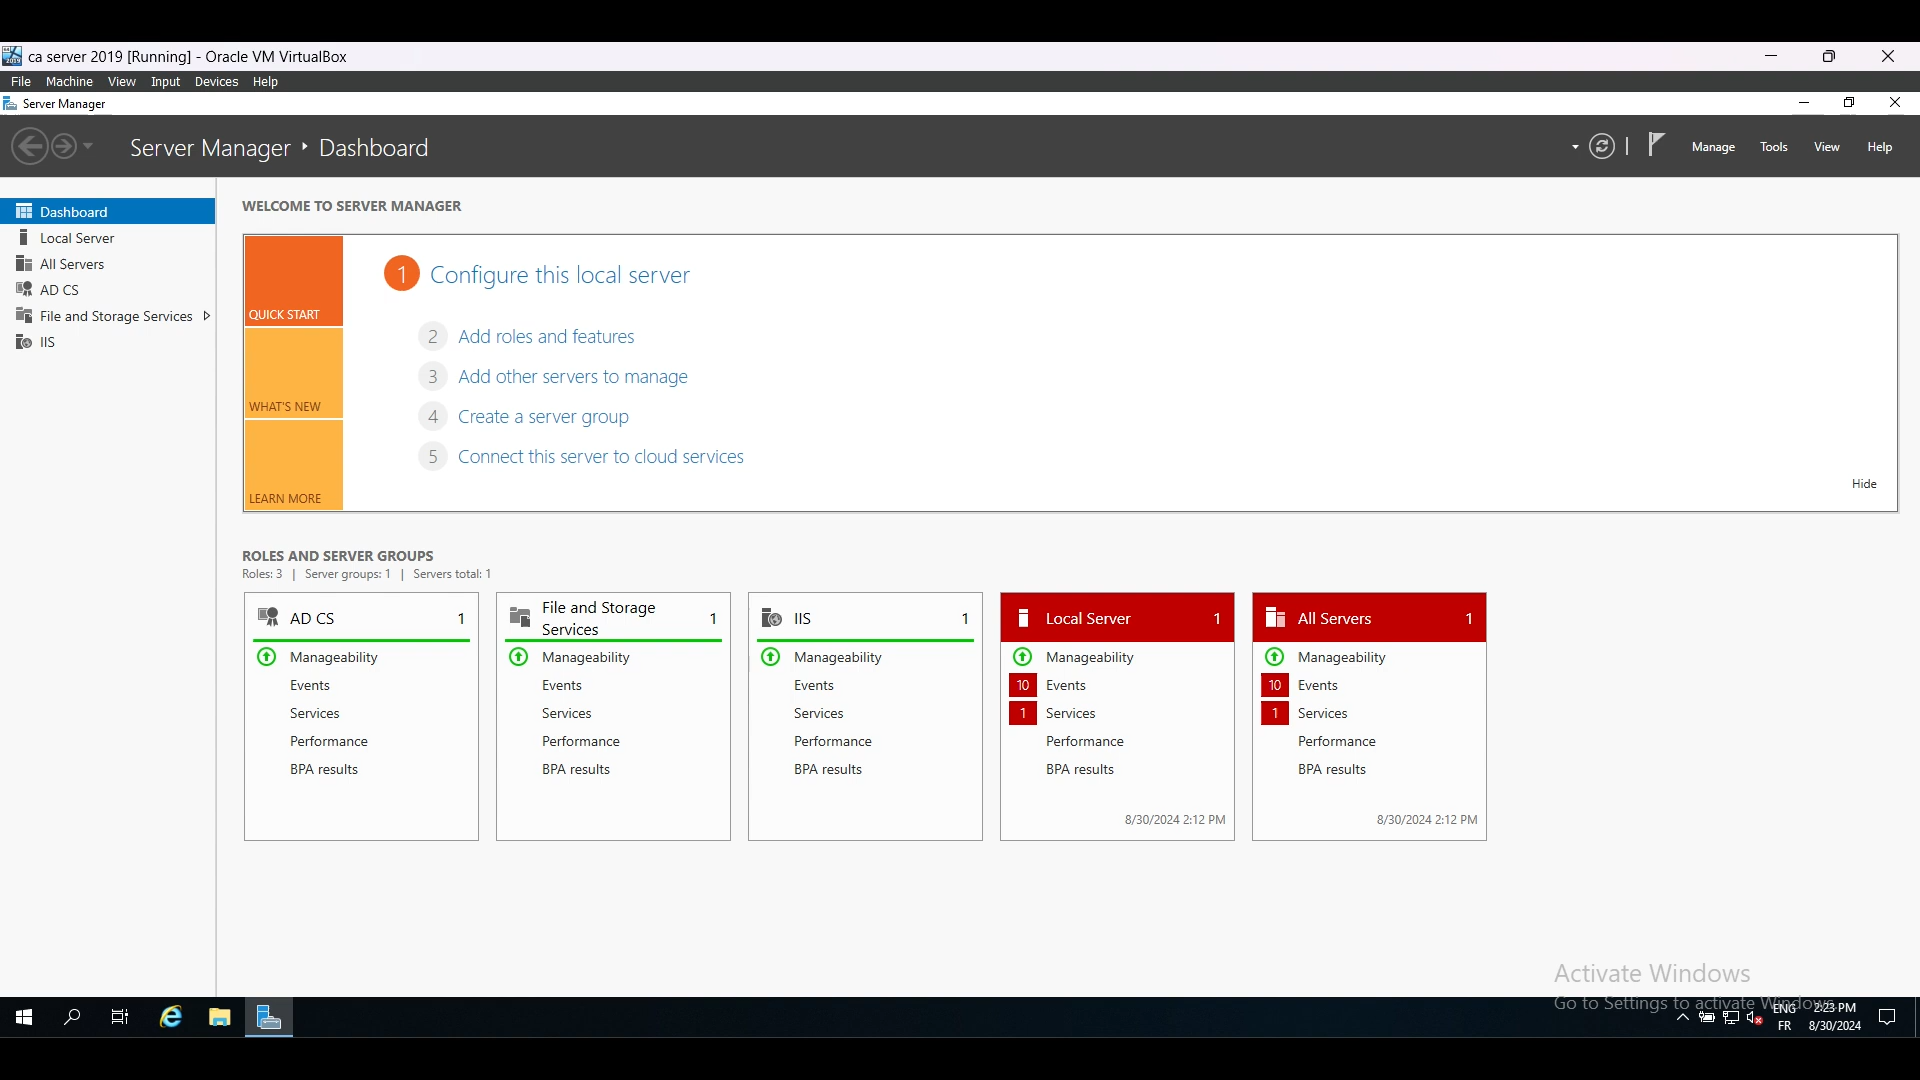 ca server 2019 [Running] - Oracle VM VirtualBox
File Machine View Input Devices Help
Server Manager
Server Manager Dashboard
Manage Tools View Help
Dashboard
Local Server
All Servers
AD CS
File and Storage Services
IIS
WELCOME TO SERVER MANAGER
QUICK START
WHAT'S NEW
LEARN MORE
1 Configure this local server
2 Add roles and features
3 Add other servers to manage
4 Create a server group
5 Connect this server to cloud services
Hide
ROLES AND SERVER GROUPS
Roles: 3 | Server groups: 1 | Servers total: 1
AD CS 1
Manageability
Events
Services
Performance
BPA results
File and Storage
Services 1
Manageability
Events
Services
Performance
BPA results
IIS 1
Manageability
Events
Services
Performance
BPA results
Local Server 1
Manageability
10 Events
1 Services
Performance
BPA results
8/30/2024 2:12 PM
All Servers 1
Manageability
10 Events
1 Services
Performance
BPA results
8/30/2024 2:12 PM
Activate Windows
Go to Settings to activate Windows.
ENG
FR
2:23 PM
8/30/2024